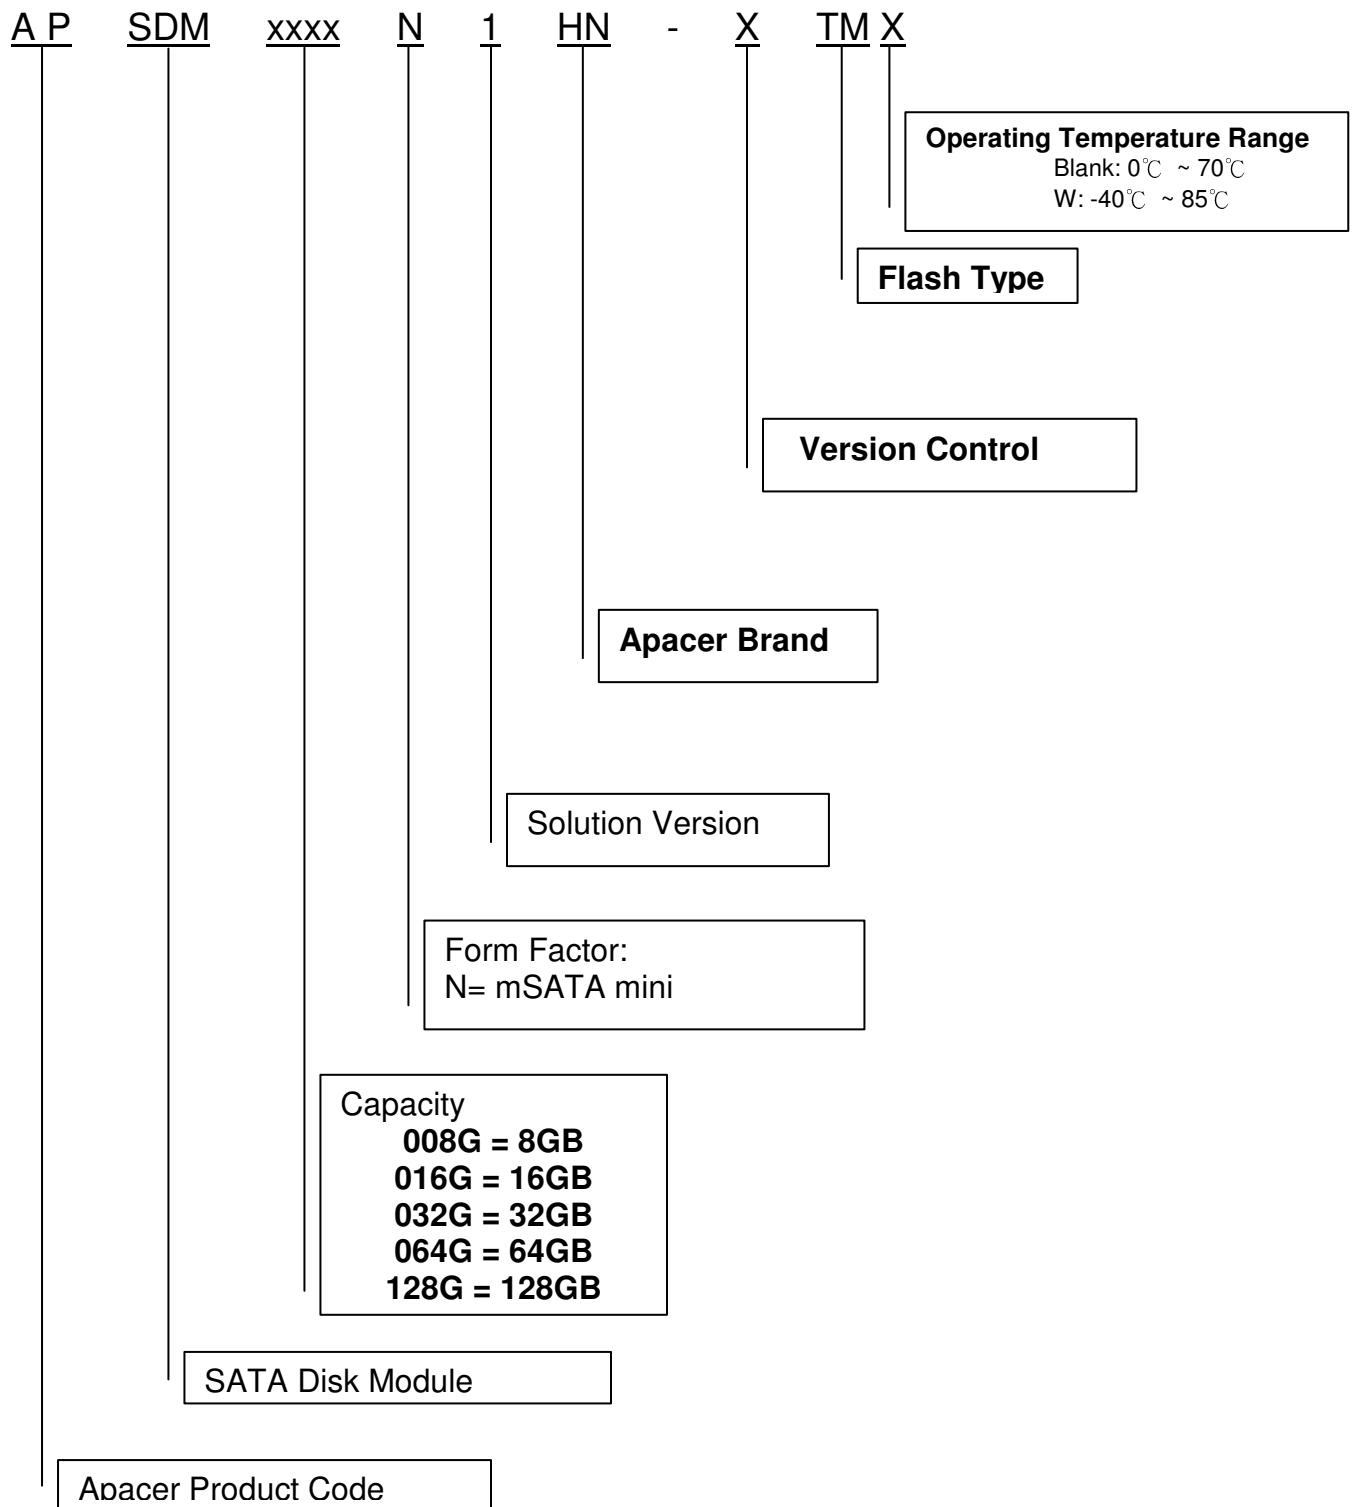 A P SDM xxxx N 1 HN - X TM X
Operating Temperature Range
Blank: 0℃ ~ 70℃
W: -40℃ ~ 85℃
Flash Type
Version Control
Apacer Brand
Solution Version
Form Factor:
N= mSATA mini
Capacity
008G = 8GB
016G = 16GB
032G = 32GB
064G = 64GB
128G = 128GB
SATA Disk Module
Apacer Product Code